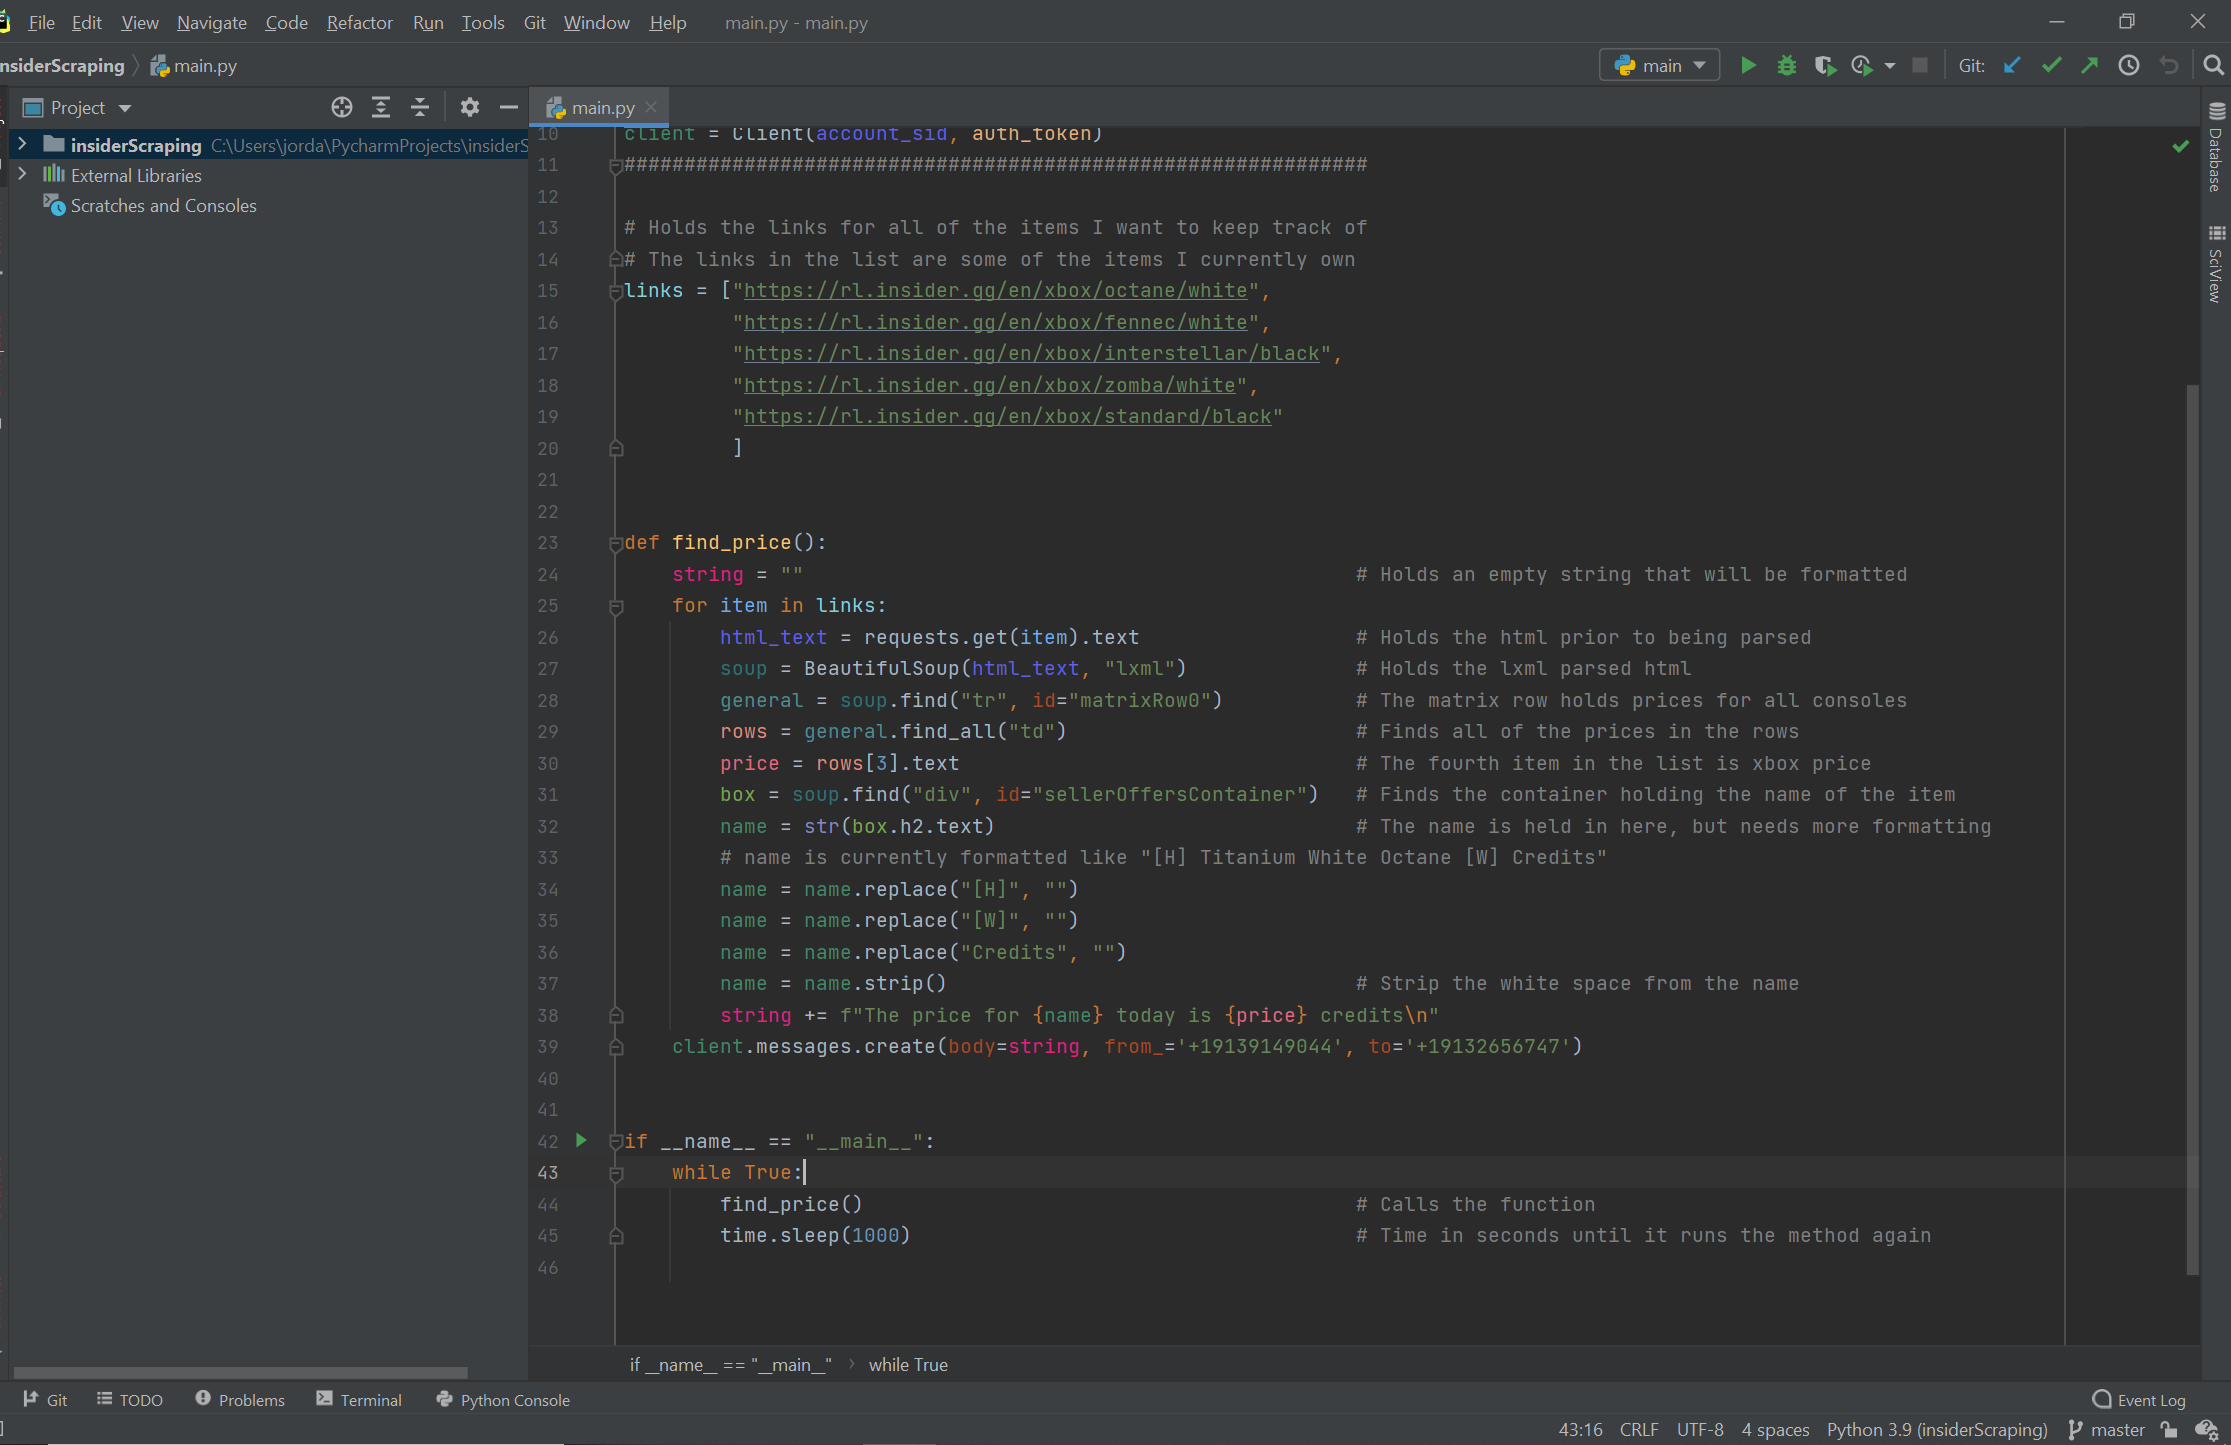 File Edit View Navigate Code Refactor Run Tools Git Window Help main.py - main.py
nsiderScraping main.py main Git:
Project main.py
insiderScraping C:\Users\jorda\PycharmProjects\insiderS
External Libraries
Scratches and Consoles
10 client = Client(account_sid, auth_token)
11 ##############################################################
12
13 # Holds the links for all of the items I want to keep track of
14 # The links in the list are some of the items I currently own
15 links = ["https://rl.insider.gg/en/xbox/octane/white",
16 "https://rl.insider.gg/en/xbox/fennec/white",
17 "https://rl.insider.gg/en/xbox/interstellar/black",
18 "https://rl.insider.gg/en/xbox/zomba/white",
19 "https://rl.insider.gg/en/xbox/standard/black"
20 ]
21
22
23 def find_price():
24 string = "" # Holds an empty string that will be formatted
25 for item in links:
26 html_text = requests.get(item).text # Holds the html prior to being parsed
27 soup = BeautifulSoup(html_text, "lxml") # Holds the lxml parsed html
28 general = soup.find("tr", id="matrixRow0") # The matrix row holds prices for all consoles
29 rows = general.find_all("td") # Finds all of the prices in the rows
30 price = rows[3].text # The fourth item in the list is xbox price
31 box = soup.find("div", id="sellerOffersContainer") # Finds the container holding the name of the item
32 name = str(box.h2.text) # The name is held in here, but needs more formatting
33 # name is currently formatted like "[H] Titanium White Octane [W] Credits"
34 name = name.replace("[H]", "")
35 name = name.replace("[W]", "")
36 name = name.replace("Credits", "")
37 name = name.strip() # Strip the white space from the name
38 string += f"The price for {name} today is {price} credits\n"
39 client.messages.create(body=string, from_='+19139149044', to='+19132656747')
40
41
42 if __name__ == "__main__":
43 while True:
44 find_price() # Calls the function
45 time.sleep(1000) # Time in seconds until it runs the method again
46
if __name__ == "__main__" while True
Database
SciView
Git TODO Problems Terminal Python Console Event Log
43:16 CRLF UTF-8 4 spaces Python 3.9 (insiderScraping) master